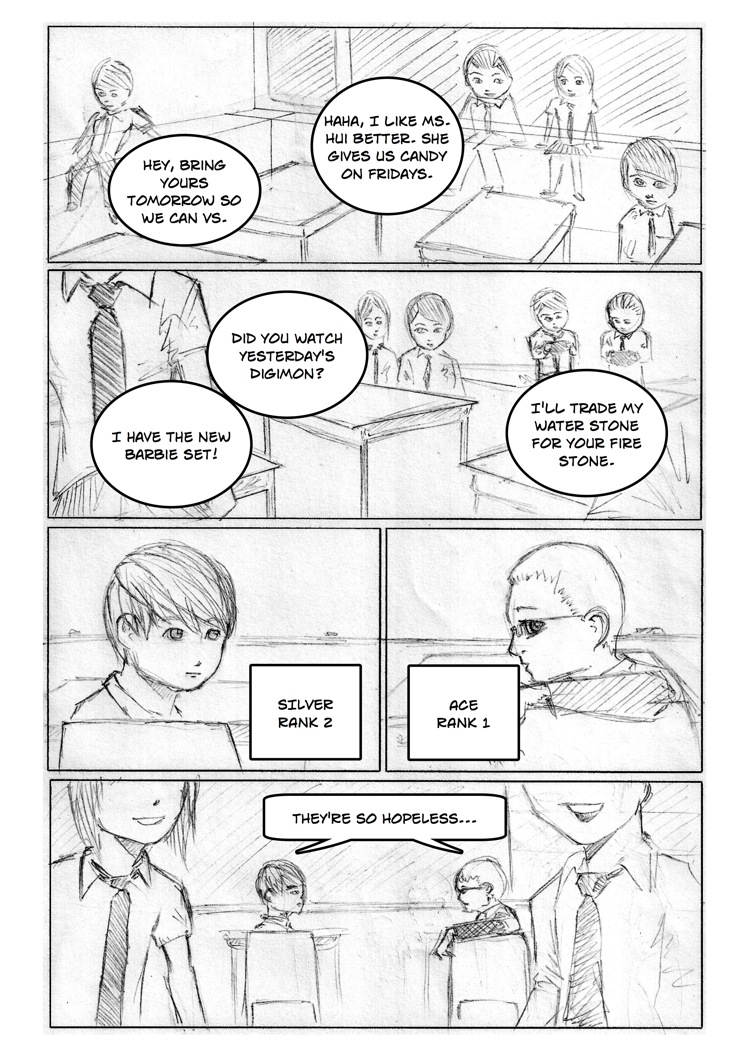 HEY, BRING
YOURS
TOMORROW SO
WE CAN VS.
HAHA, I LIKE MS.
HUI BETTER. SHE
GIVES US CANDY
ON FRIDAYS.
DID YOU WATCH
YESTERDAY'S
DIGIMON?
I HAVE THE NEW
BARBIE SET!
I'LL TRADE MY
WATER STONE
FOR YOUR FIRE
STONE.
SILVER
RANK 2
ACE
RANK 1
THEY'RE SO HOPELESS...